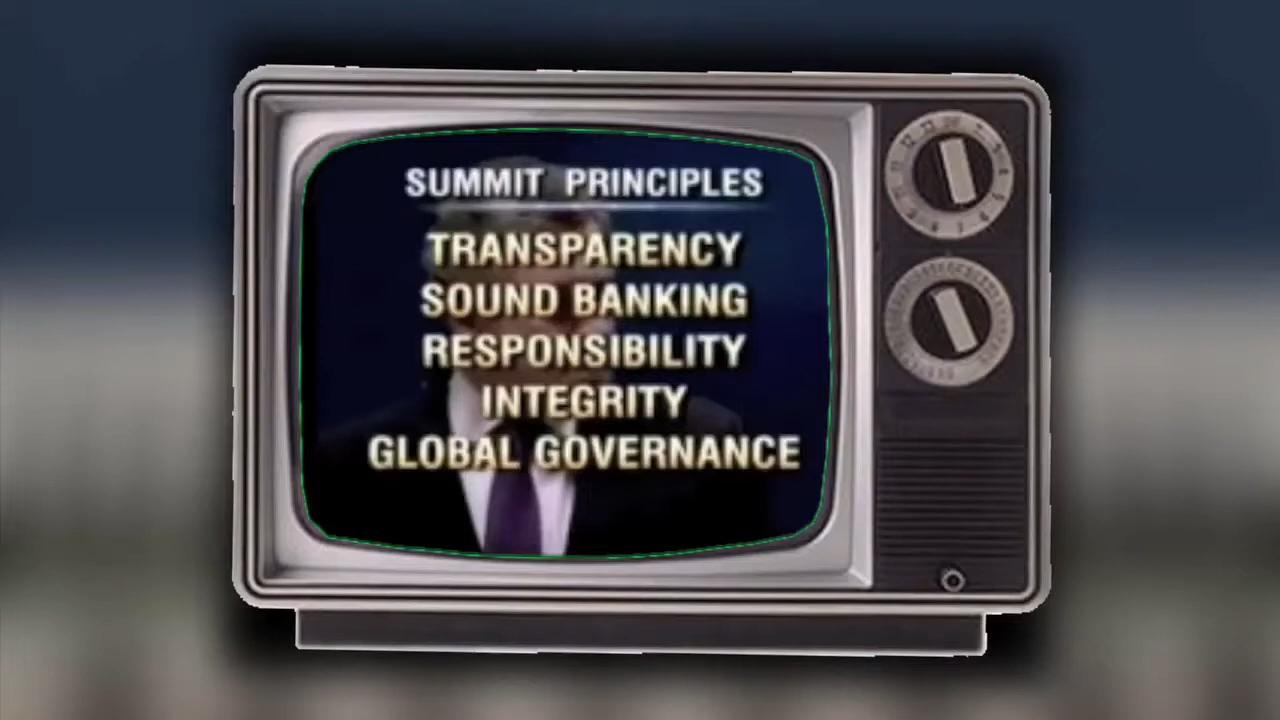 SUMMIT PRINCIPLES
TRANSPARENCY
SOUND BANKING
RESPONSIBILITY
INTEGRITY
GLOBAL GOVERNANCE